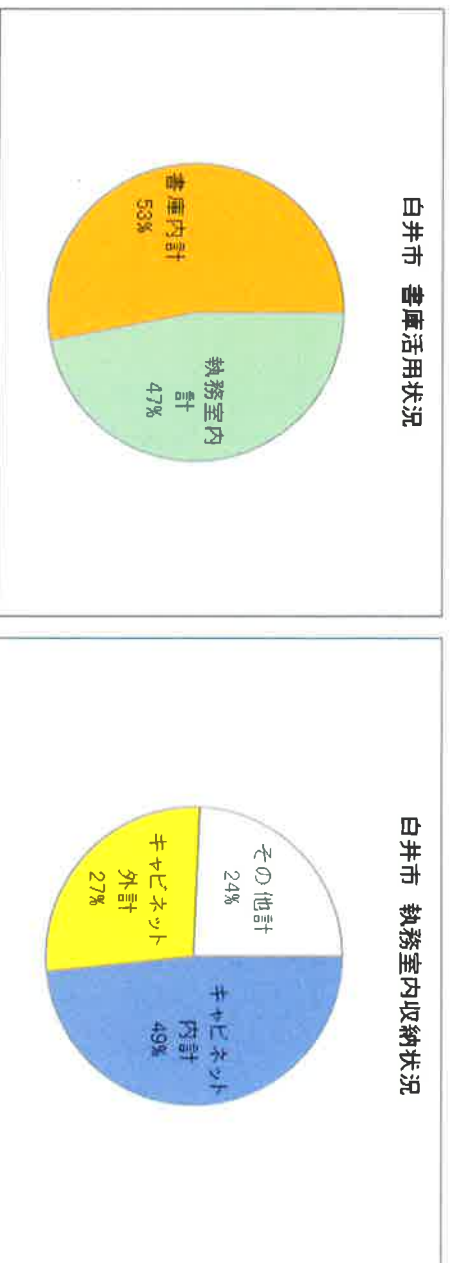 白井市 書庫活用状況
書庫内計
53%
執務室内
計
47%
白井市 執務室内収納状況
その他計
24%
キャビネット
外計
27%
キャビネット
内計
49%